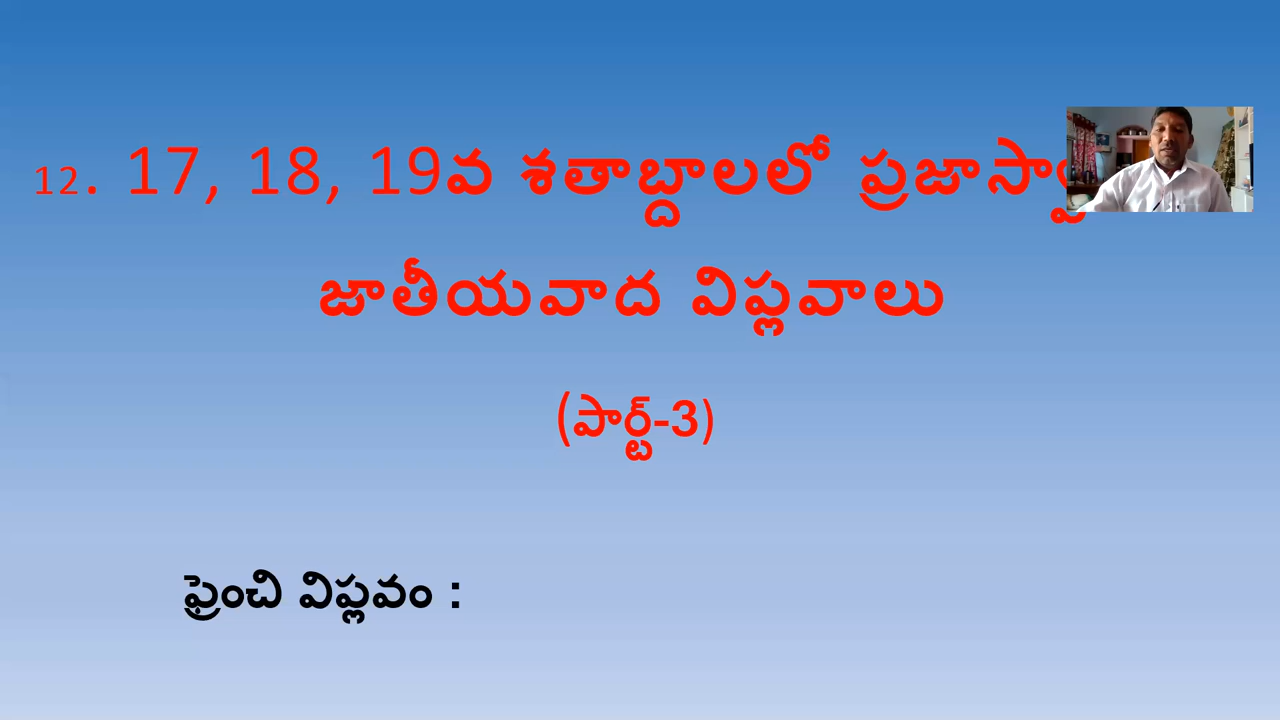 12. 17, 18, 19వ శతాబ్దాలలో
జాతీయవాద విప్లవాలు
(పార్ట్-3)
ఫ్రెంచి విప్లవం :